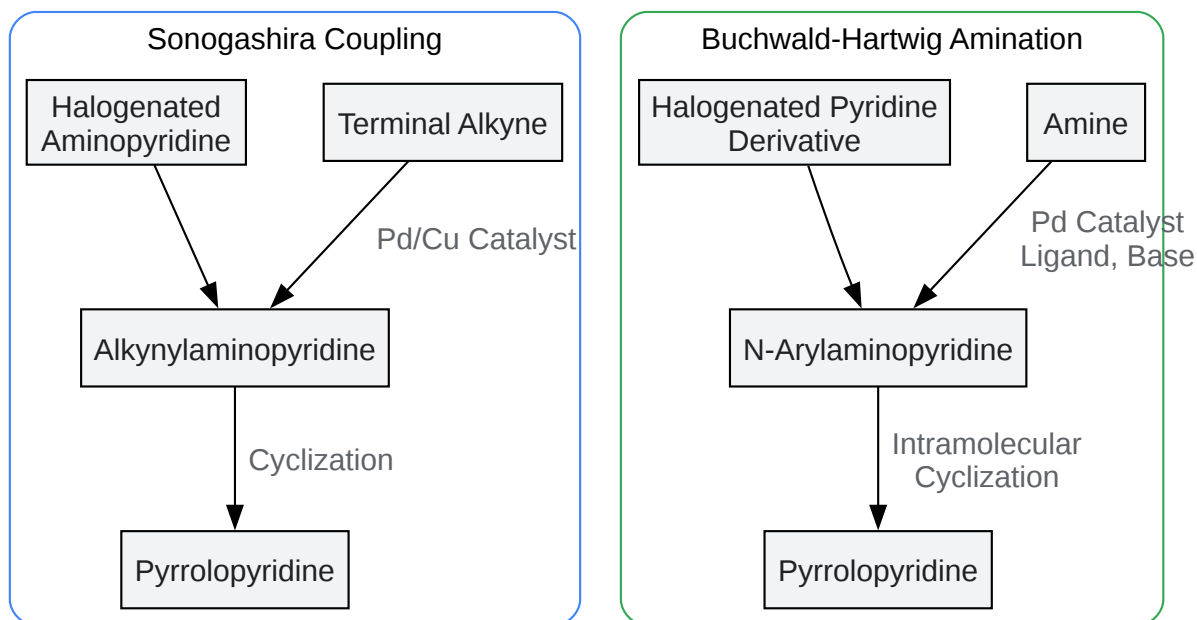 Sonogashira Coupling
Halogenated
Aminopyridine
Terminal Alkyne
Pd/Cu Catalyst
Alkynylaminopyridine
Cyclization
Pyrrolopyridine
Buchwald-Hartwig Amination
Halogenated Pyridine
Derivative
Amine
Pd Catalyst
Ligand, Base
N-Arylaminopyridine
Intramolecular
Cyclization
Pyrrolopyridine